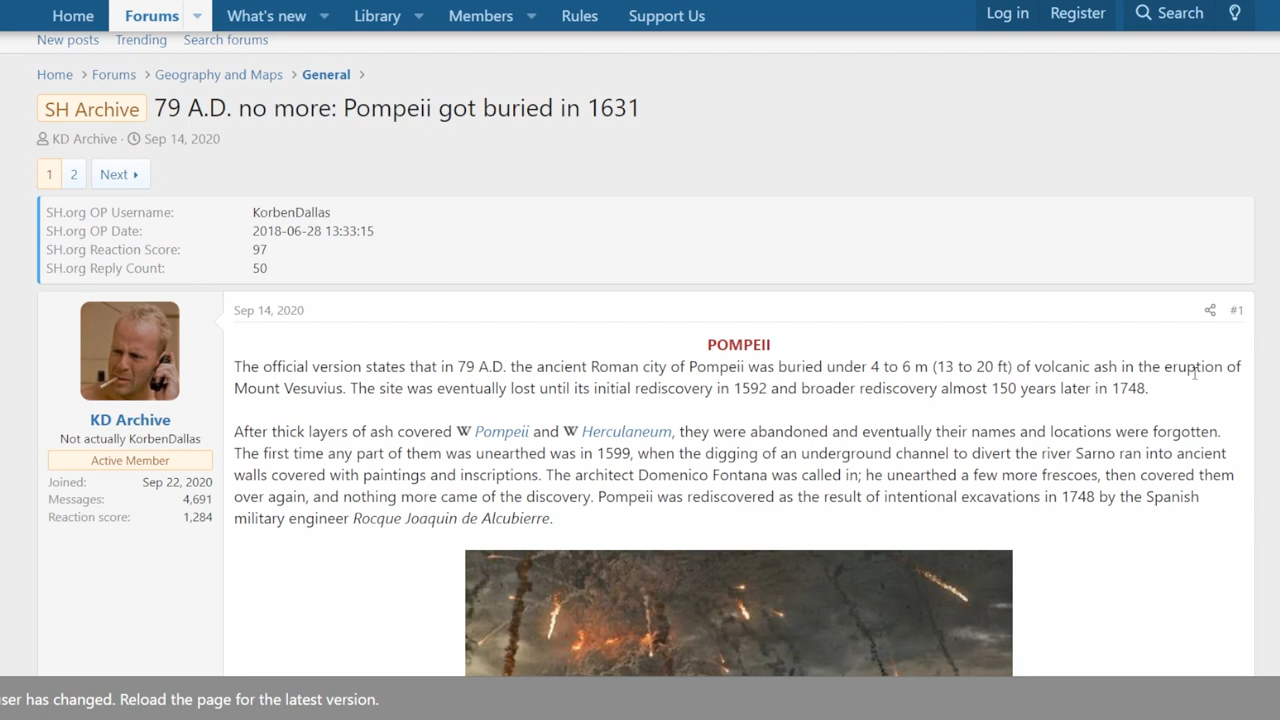 Home Forums What's new Library Members Rules Support Us Log in Register Search
New posts Trending Search forums
Home Forums Geography and Maps General
SH Archive 79 A.D. no more: Pompeii got buried in 1631
KD Archive · Sep 14, 2020
1 2 Next
SH.org OP Username: KorbenDallas
SH.org OP Date: 2018-06-28 13:33:15
SH.org Reaction Score: 97
SH.org Reply Count: 50
KD Archive
Not actually KorbenDallas
Active Member
Joined: Sep 22, 2020
Messages: 4,691
Reaction score: 1,284
Sep 14, 2020 #1
POMPEII
The official version states that in 79 A.D. the ancient Roman city of Pompeii was buried under 4 to 6 m (13 to 20 ft) of volcanic ash in the eruption of
Mount Vesuvius. The site was eventually lost until its initial rediscovery in 1592 and broader rediscovery almost 150 years later in 1748.
After thick layers of ash covered W Pompeii and W Herculaneum, they were abandoned and eventually their names and locations were forgotten.
The first time any part of them was unearthed was in 1599, when the digging of an underground channel to divert the river Sarno ran into ancient
walls covered with paintings and inscriptions. The architect Domenico Fontana was called in; he unearthed a few more frescoes, then covered them
over again, and nothing more came of the discovery. Pompeii was rediscovered as the result of intentional excavations in 1748 by the Spanish
military engineer Rocque Joaquin de Alcubierre.
ser has changed. Reload the page for the latest version.